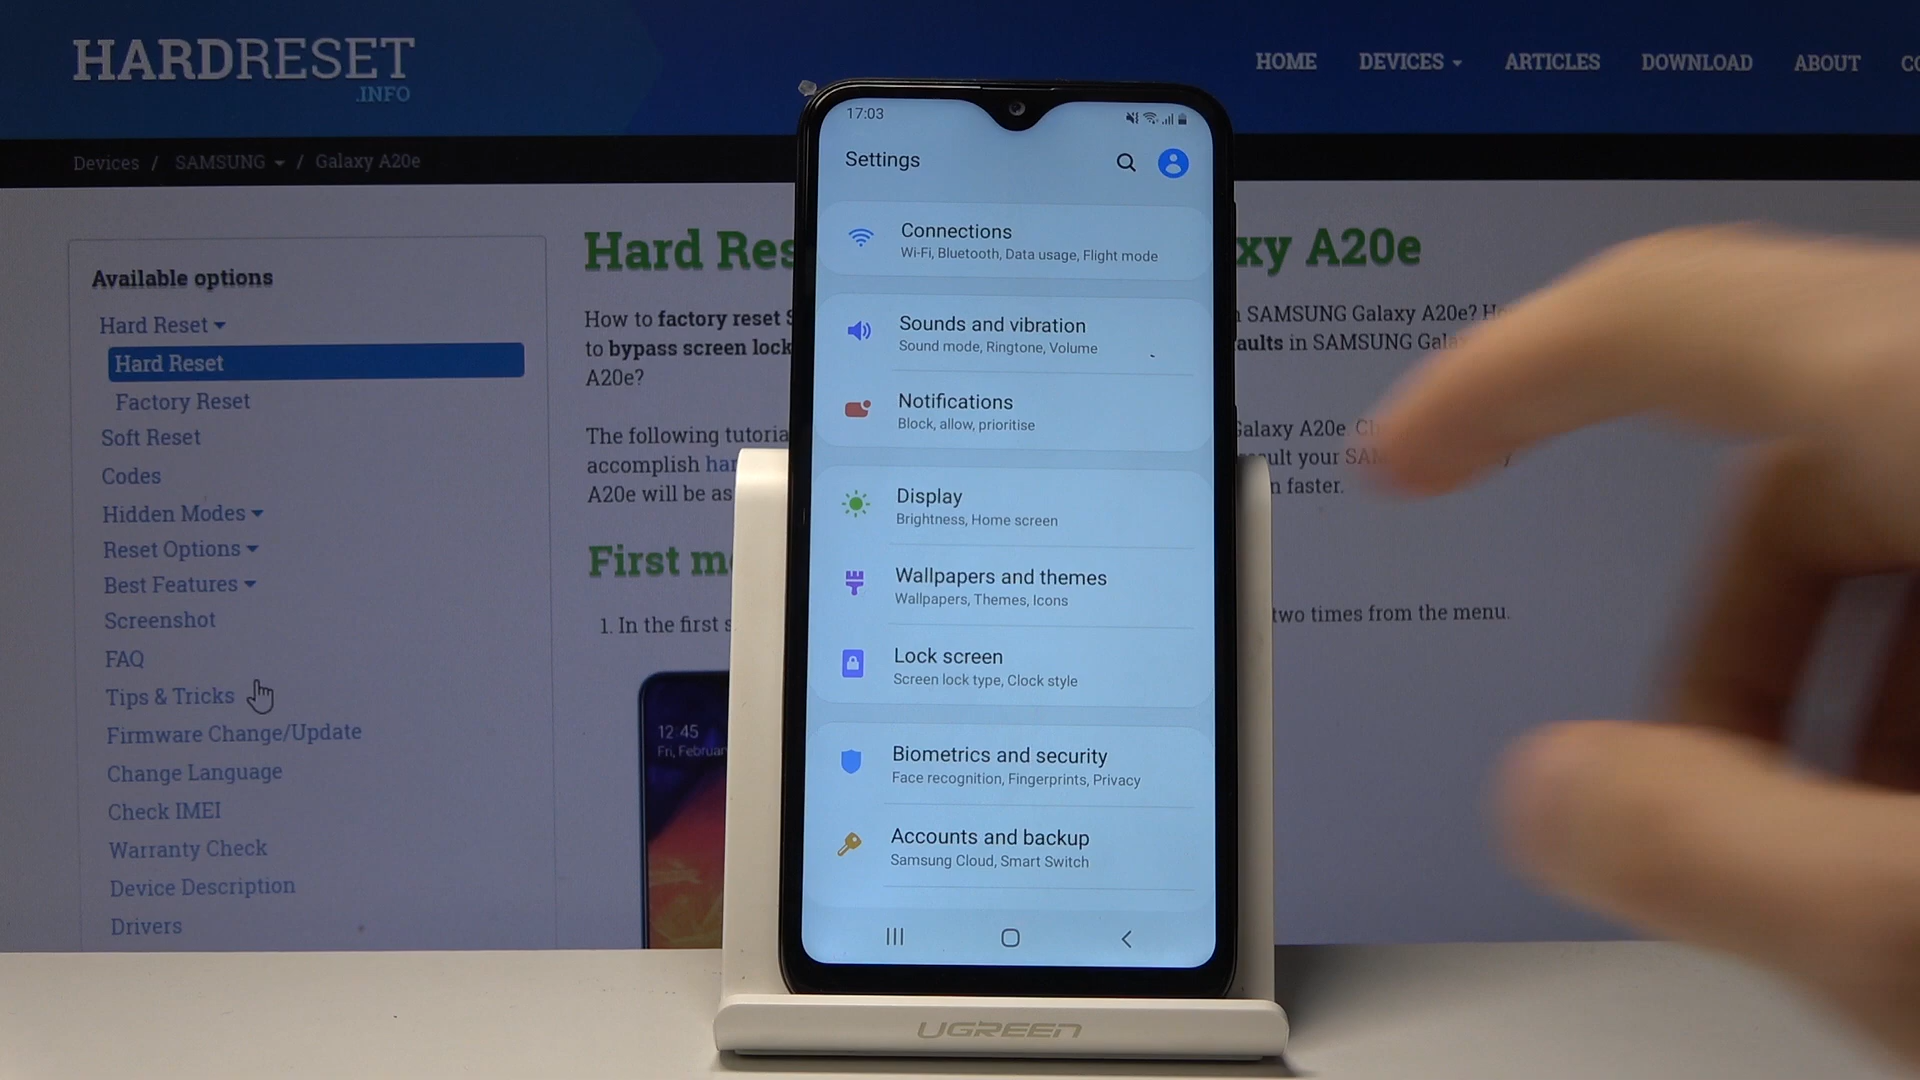 HARDRESET
.INFO
HOME DEVICES ARTICLES DOWNLOAD ABOUT
Devices / SAMSUNG / Galaxy A20e
Available options
Hard Reset
Hard Reset
Factory Reset
Soft Reset
Codes
Hidden Modes
Reset Options
Best Features
Screenshot
FAQ
Tips & Tricks
Firmware Change/Update
Change Language
Check IMEI
Warranty Check
Device Description
Drivers
Hard Res xy A20e
How to factory reset SAMSUNG Galaxy A20e?
to bypass screen lock aults in SAMSUNG
A20e?
The following tutoria Galaxy A20e.
accomplish ult your
A20e will be as n faster.
First
1. In the first two times from the menu.
12 45
Fri,
17:03
Settings
Connections
Wi-Fi, Bluetooth, Data usage, Flight mode
Sounds and vibration
Sound mode, Ringtone, Volume
Notifications
Block, allow, prioritise
Display
Brightness, Home screen
Wallpapers and themes
Wallpapers, Themes, Icons
Lock screen
Screen lock type, Clock style
Biometrics and security
Face recognition, Fingerprints, Privacy
Accounts and backup
Samsung Cloud, Smart Switch
UGREEN